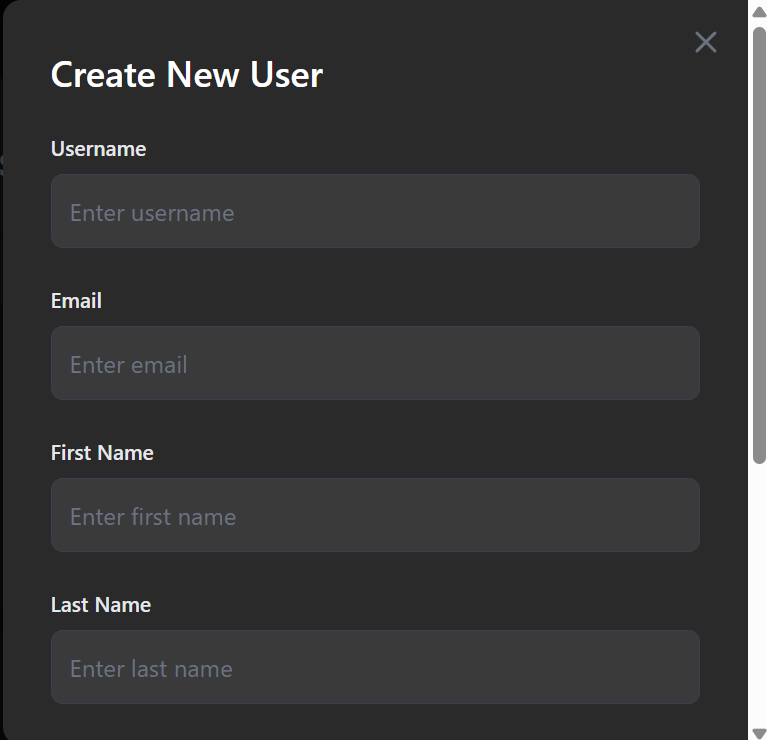 Create New User
Username
Enter username
Email
Enter email
First Name
Enter first name
Last Name
Enter last name